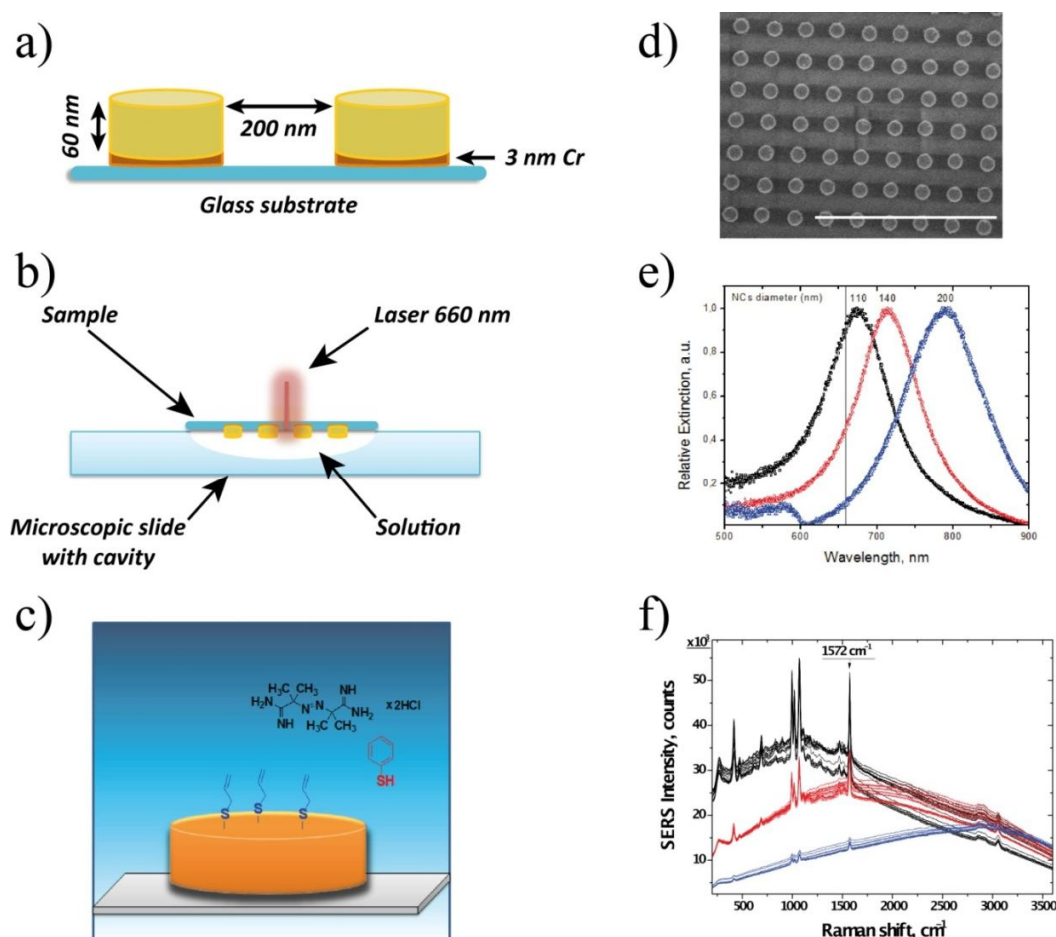 a)
60 nm
200 nm
3 nm Cr
Glass substrate
b)
Sample
Laser 660 nm
Microscopic slide
with cavity
Solution
c)
CH₃
H₂N
CH₃
NH
N
N
NH
CH₃
CH₃
NH₂
x 2HCl
SH
S
S
S
d)
e)
NCs diameter (nm)
110
140
200
1,0
0,8
0,6
0,4
0,2
Relative Extinction, a.u.
500
600
700
800
900
Wavelength, nm
f)
x10³
1572 cm⁻¹
50
40
30
20
10
SERS Intensity, counts
500
1000
1500
2000
2500
3000
3500
Raman shift, cm⁻¹